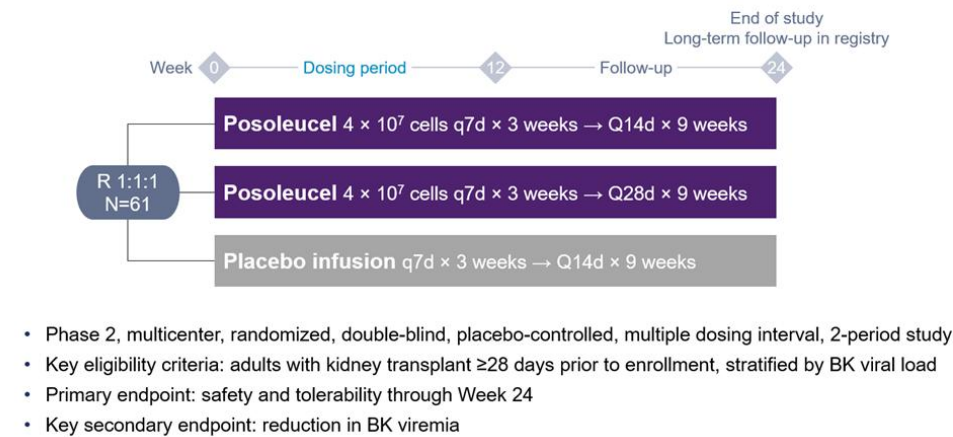 End of study
Long-term follow-up in registry
Week 0 Dosing period 12 Follow-up 24
Posoleucel 4 × 10⁷ cells q7d × 3 weeks → Q14d × 9 weeks
R 1:1:1
N=61
Posoleucel 4 × 10⁷ cells q7d × 3 weeks → Q28d × 9 weeks
Placebo infusion q7d × 3 weeks → Q14d × 9 weeks
• Phase 2, multicenter, randomized, double-blind, placebo-controlled, multiple dosing interval, 2-period study
• Key eligibility criteria: adults with kidney transplant ≥28 days prior to enrollment, stratified by BK viral load
• Primary endpoint: safety and tolerability through Week 24
• Key secondary endpoint: reduction in BK viremia